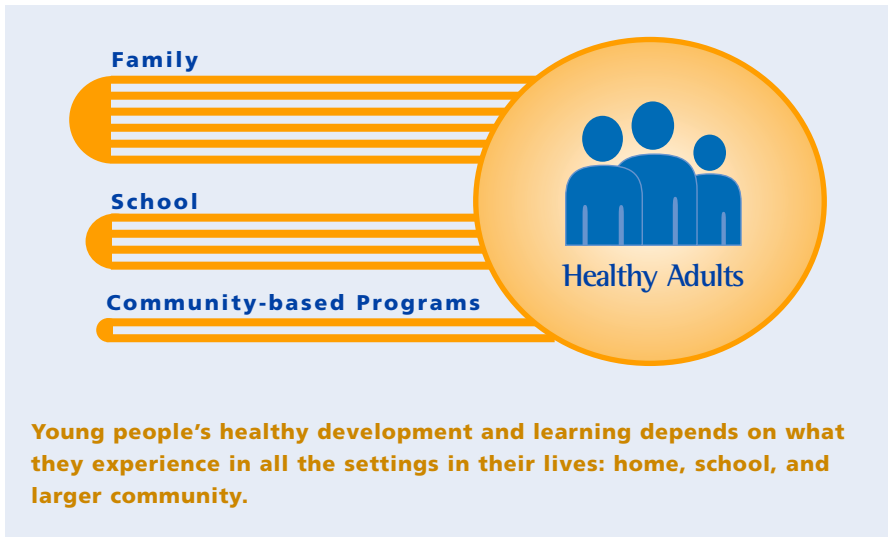 Family
School
Community-based Programs
Healthy Adults
Young people’s healthy development and learning depends on what
they experience in all the settings in their lives: home, school, and
larger community.